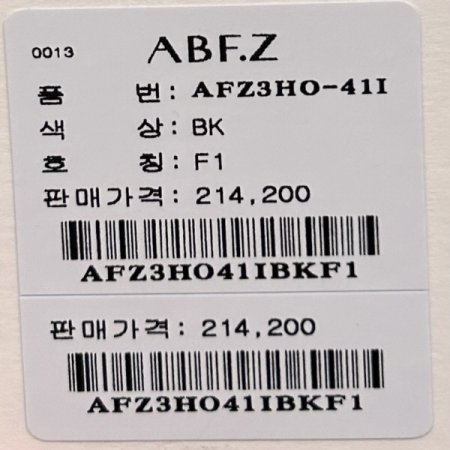 0013 ABF.Z
품 번: AFZ3HO-41I
색 상: BK
호 칭: F1
판매가격: 214,200
AFZ3HO41IBKF1
판매가격: 214,200
AFZ3HO41IBKF1